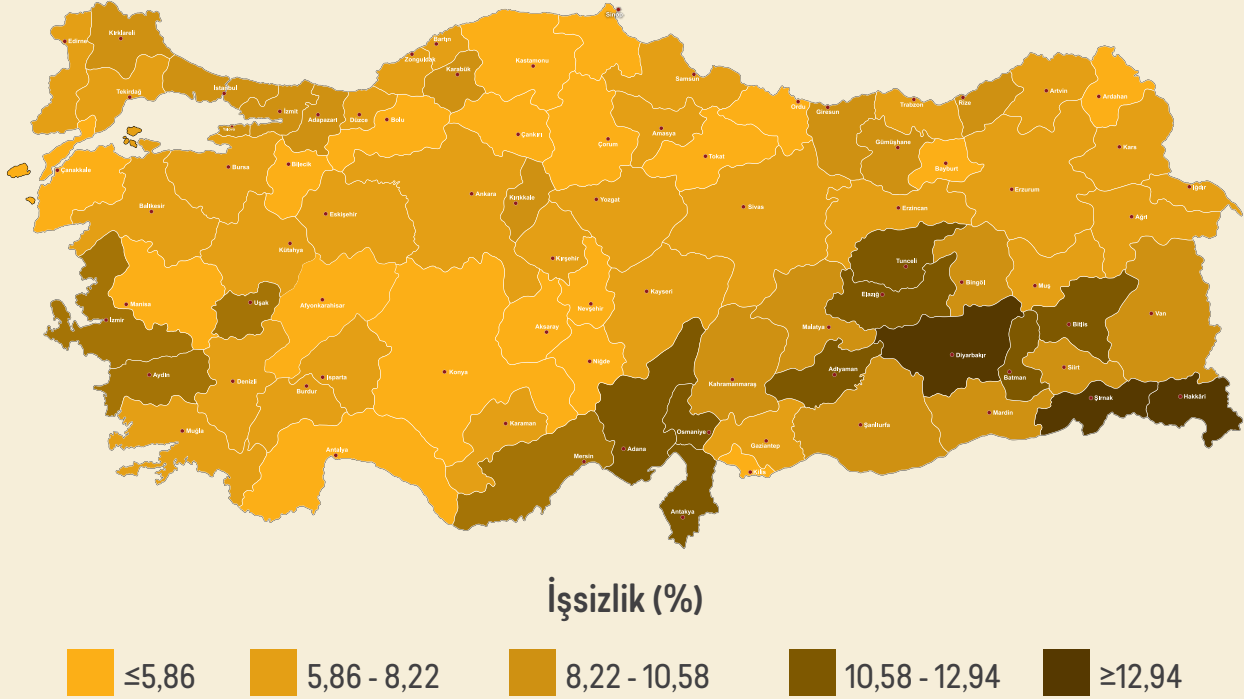 Sinop
Bartın
Kırklareli
Edirne
Zonguldak
Kastamonu
Karabük
Samsun
İstanbul
Artvin
Tekirdağ
Ardahan
Rize
Trabzon
Ordu
Giresun
İzmit
Adapazarı
Düzce
Bolu
Çankırı
Amasya
Çorum
Gümüşhane
Kars
Tokat
Bilecik
Bursa
Bayburt
Çanakkale
Iğdır
Erzurum
Ankara
Kırıkkale
Yozgat
Balıkesir
Sivas
Erzincan
Eskişehir
Ağrı
Kütahya
Kırşehir
Tunceli
Bingöl
Muş
Kayseri
Elazığ
Uşak
Manisa
Afyonkarahisar
Nevşehir
Van
İzmir
Aksaray
Malatya
Bitlis
Diyarbakır
Niğde
Siirt
Adıyaman
Batman
Konya
Aydın
Isparta
Denizli
Kahramanmaraş
Burdur
Hakkâri
Şırnak
Mardin
Karaman
Şanlıurfa
Muğla
Osmaniye
Gaziantep
Adana
Antalya
Mersin
Kilis
Antakya
İşsizlik (%)
≤5,86 5,86 - 8,22 8,22 - 10,58 10,58 - 12,94 ≥12,94